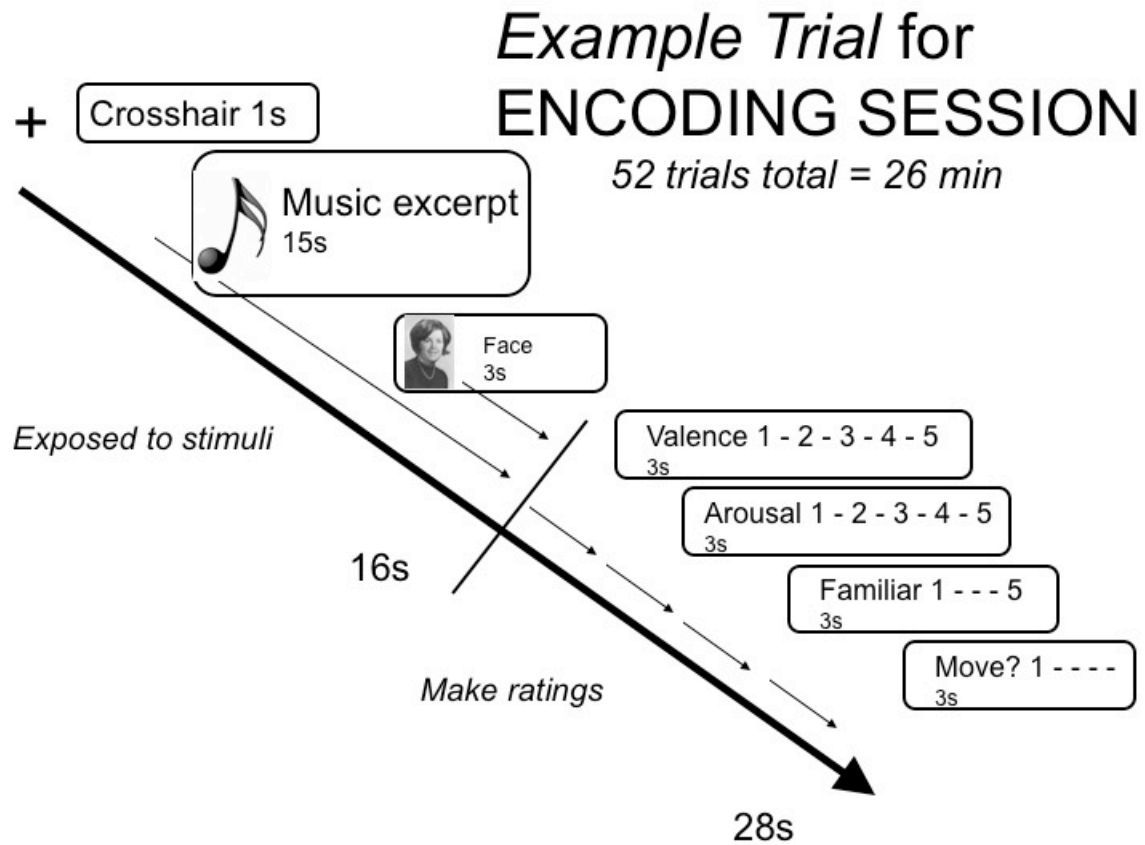 Example Trial for
ENCODING SESSION
52 trials total = 26 min
+
Crosshair 1s
Music excerpt
15s
Face
3s
Exposed to stimuli
Valence 1 - 2 - 3 - 4 - 5
3s
Arousal 1 - 2 - 3 - 4 - 5
3s
16s
Familiar 1 - - - 5
3s
Move? 1 - - - -
3s
Make ratings
28s